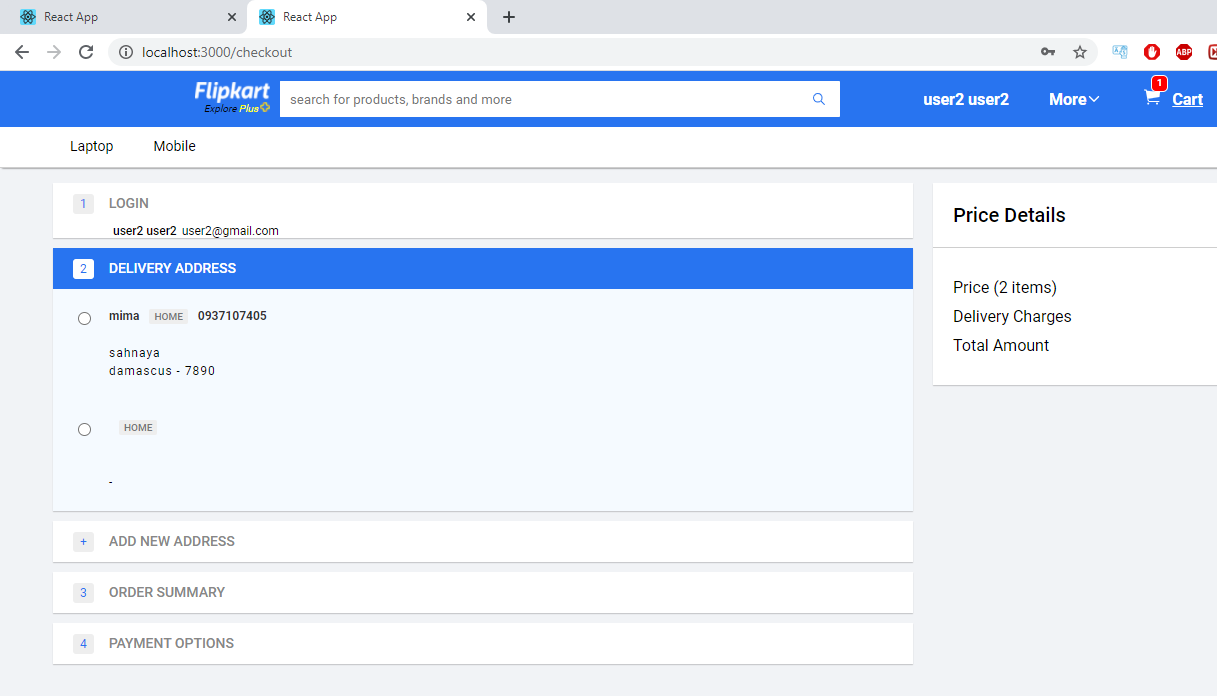 React App
React App
localhost:3000/checkout
ABP
Flipkart
Explore Plus
search for products, brands and more
user2 user2
More
1
Cart
Laptop
Mobile
1 LOGIN
user2 user2 user2@gmail.com
2 DELIVERY ADDRESS
mima HOME 0937107405
sahnaya
damascus - 7890
HOME
-
+ ADD NEW ADDRESS
3 ORDER SUMMARY
4 PAYMENT OPTIONS
Price Details
Price (2 items)
Delivery Charges
Total Amount